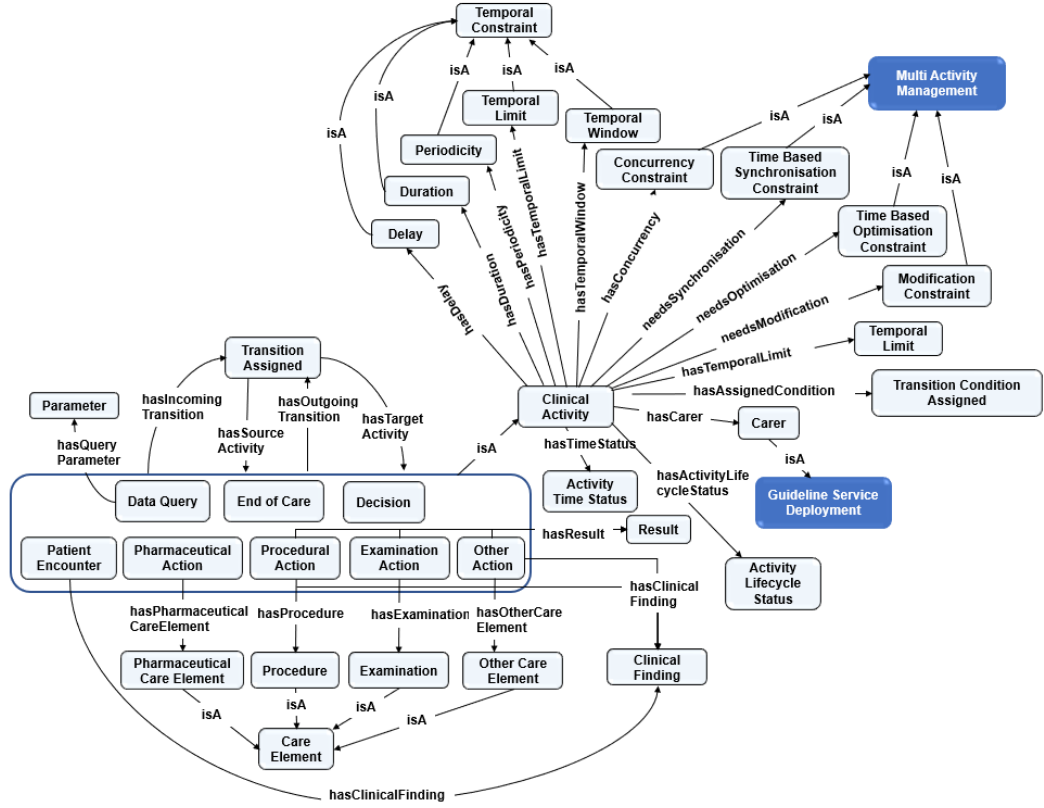 Temporal
Constraint
isA
isA
isA
isA
isA
Multi Activity
Management
isA
isA
isA
isA
Temporal
Limit
Temporal
Window
Periodicity
Concurrency
Constraint
Time Based
Synchronisation
Constraint
Duration
Delay
Time Based
Optimisation
Constraint
Modification
Constraint
hasDelay
hasDuration
hasPeriodicity
hasTemporalLimit
hasTemporalWindow
hasConcurrency
needsSynchronisation
needsOptimisation
needsModification
hasTemporalLimit
Temporal
Limit
hasAssignedCondition
Transition Condition
Assigned
Transition
Assigned
Clinical
Activity
hasCarer
Carer
isA
Guideline Service
Deployment
Parameter
hasQuery
Parameter
hasIncoming
Transition
hasSource
Activity
hasOutgoing
Transition
hasTarget
Activity
isA
hasTimeStatus
Activity
Time Status
hasActivityLife
cycleStatus
Activity
Lifecycle
Status
Data Query
End of Care
Decision
hasResult
Result
Patient
Encounter
Pharmaceutical
Action
Procedural
Action
Examination
Action
Other
Action
hasPharmaceutical
CareElement
hasProcedure
hasExamination
hasOtherCare
Element
hasClinical
Finding
Pharmaceutical
Care Element
Procedure
Examination
Other Care
Element
Clinical
Finding
isA
isA
isA
isA
Care
Element
hasClinicalFinding